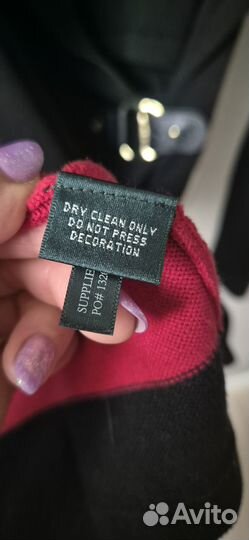 DRY CLEAN ONLY
DO NOT PRESS
DECORATION
SUPPLIE
PO# 132
Avito